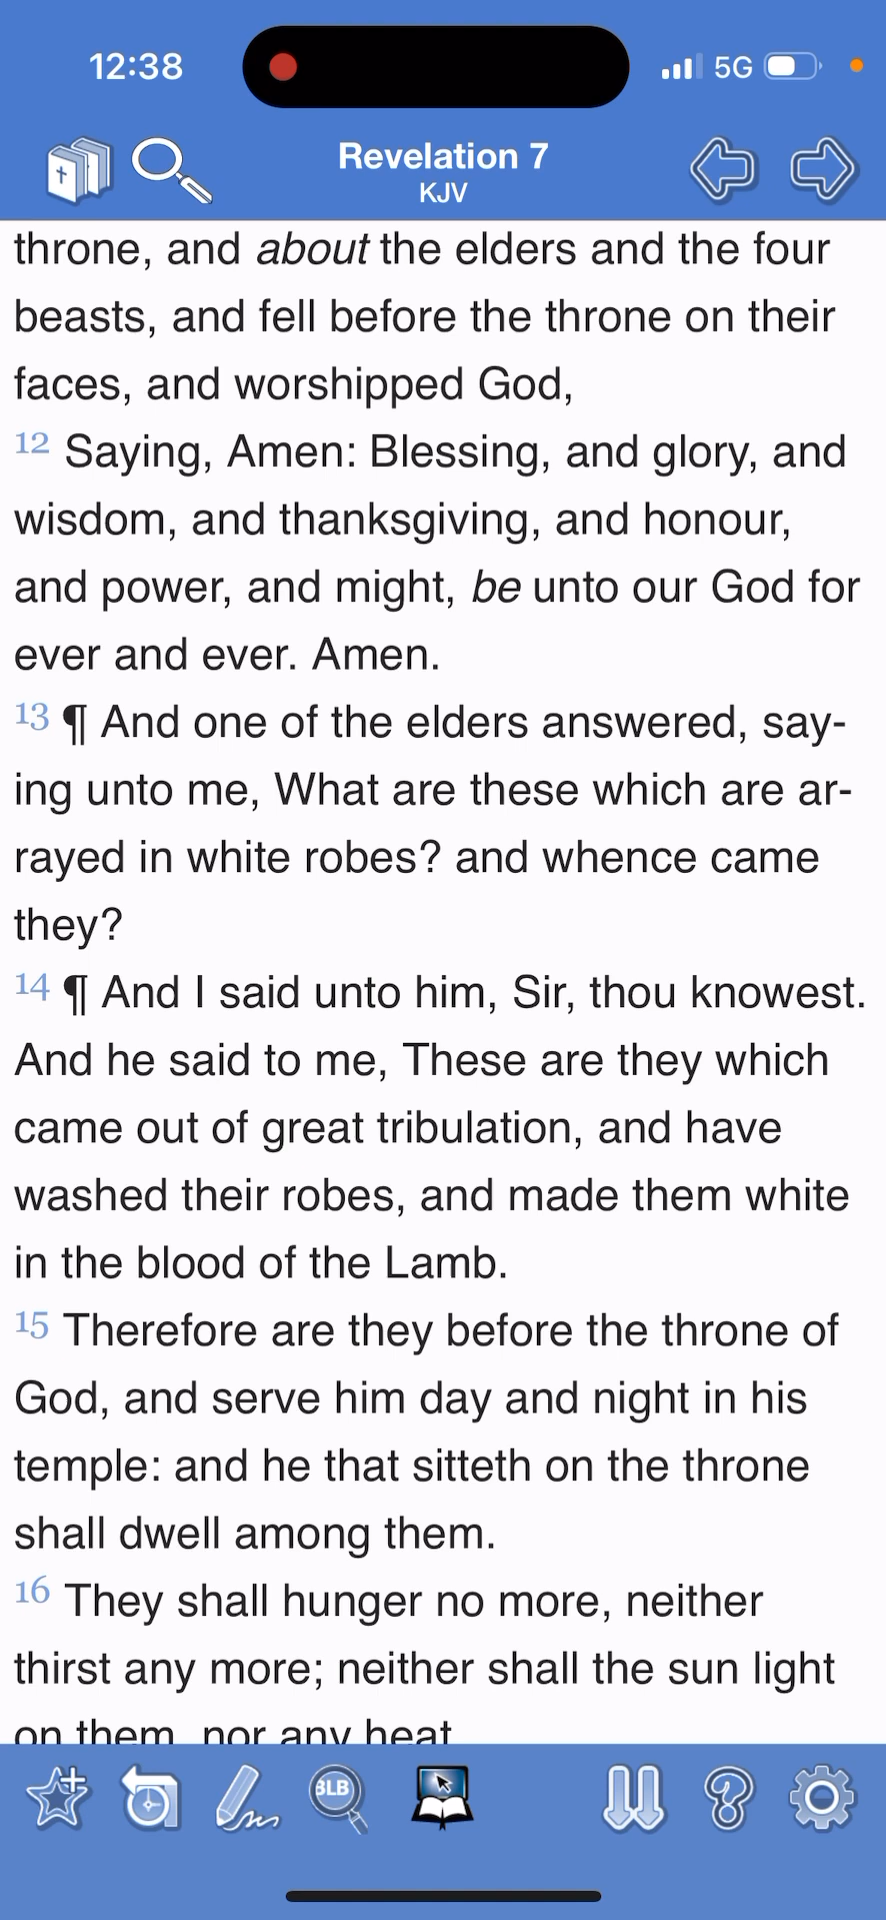 12:38
5G
Revelation 7
KJV
throne, and about the elders and the four
beasts, and fell before the throne on their
faces, and worshipped God,
12 Saying, Amen: Blessing, and glory, and
wisdom, and thanksgiving, and honour,
and power, and might, be unto our God for
ever and ever. Amen.
13 ¶ And one of the elders answered, say-
ing unto me, What are these which are ar-
rayed in white robes? and whence came
they?
14 ¶ And I said unto him, Sir, thou knowest.
And he said to me, These are they which
came out of great tribulation, and have
washed their robes, and made them white
in the blood of the Lamb.
15 Therefore are they before the throne of
God, and serve him day and night in his
temple: and he that sitteth on the throne
shall dwell among them.
16 They shall hunger no more, neither
thirst any more; neither shall the sun light
on them, nor any heat
BLB